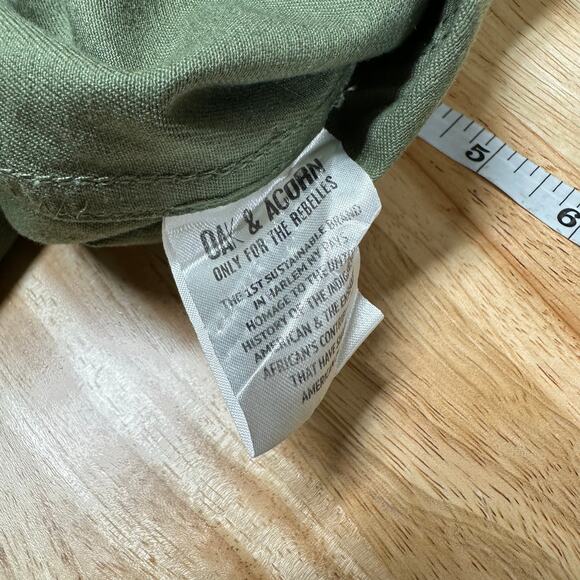 OAK & ACORN
ONLY FOR THE REBELLES
THE 1ST SUSTAINABLE BRAND
IN HARLEM NY PAYS
HOMAGE TO THE
HISTORY OF THE
AMERICAN & THE
AFRICAN'S
THAT HAVE
5
6